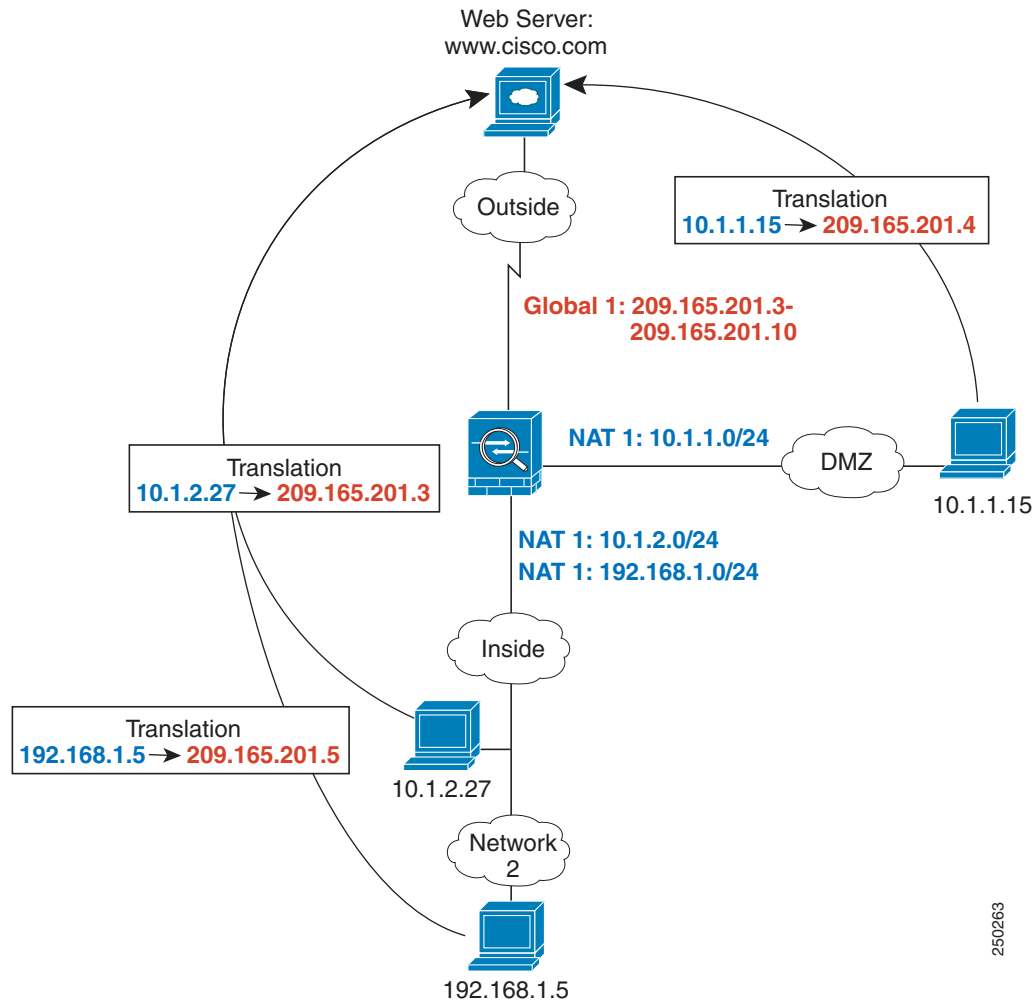 Web Server:
www.cisco.com
Outside
Translation
10.1.1.15 → 209.165.201.4
Global 1: 209.165.201.3-
209.165.201.10
NAT 1: 10.1.1.0/24
DMZ
10.1.1.15
Translation
10.1.2.27 → 209.165.201.3
NAT 1: 10.1.2.0/24
NAT 1: 192.168.1.0/24
Inside
Translation
192.168.1.5 → 209.165.201.5
10.1.2.27
Network
2
192.168.1.5
250263